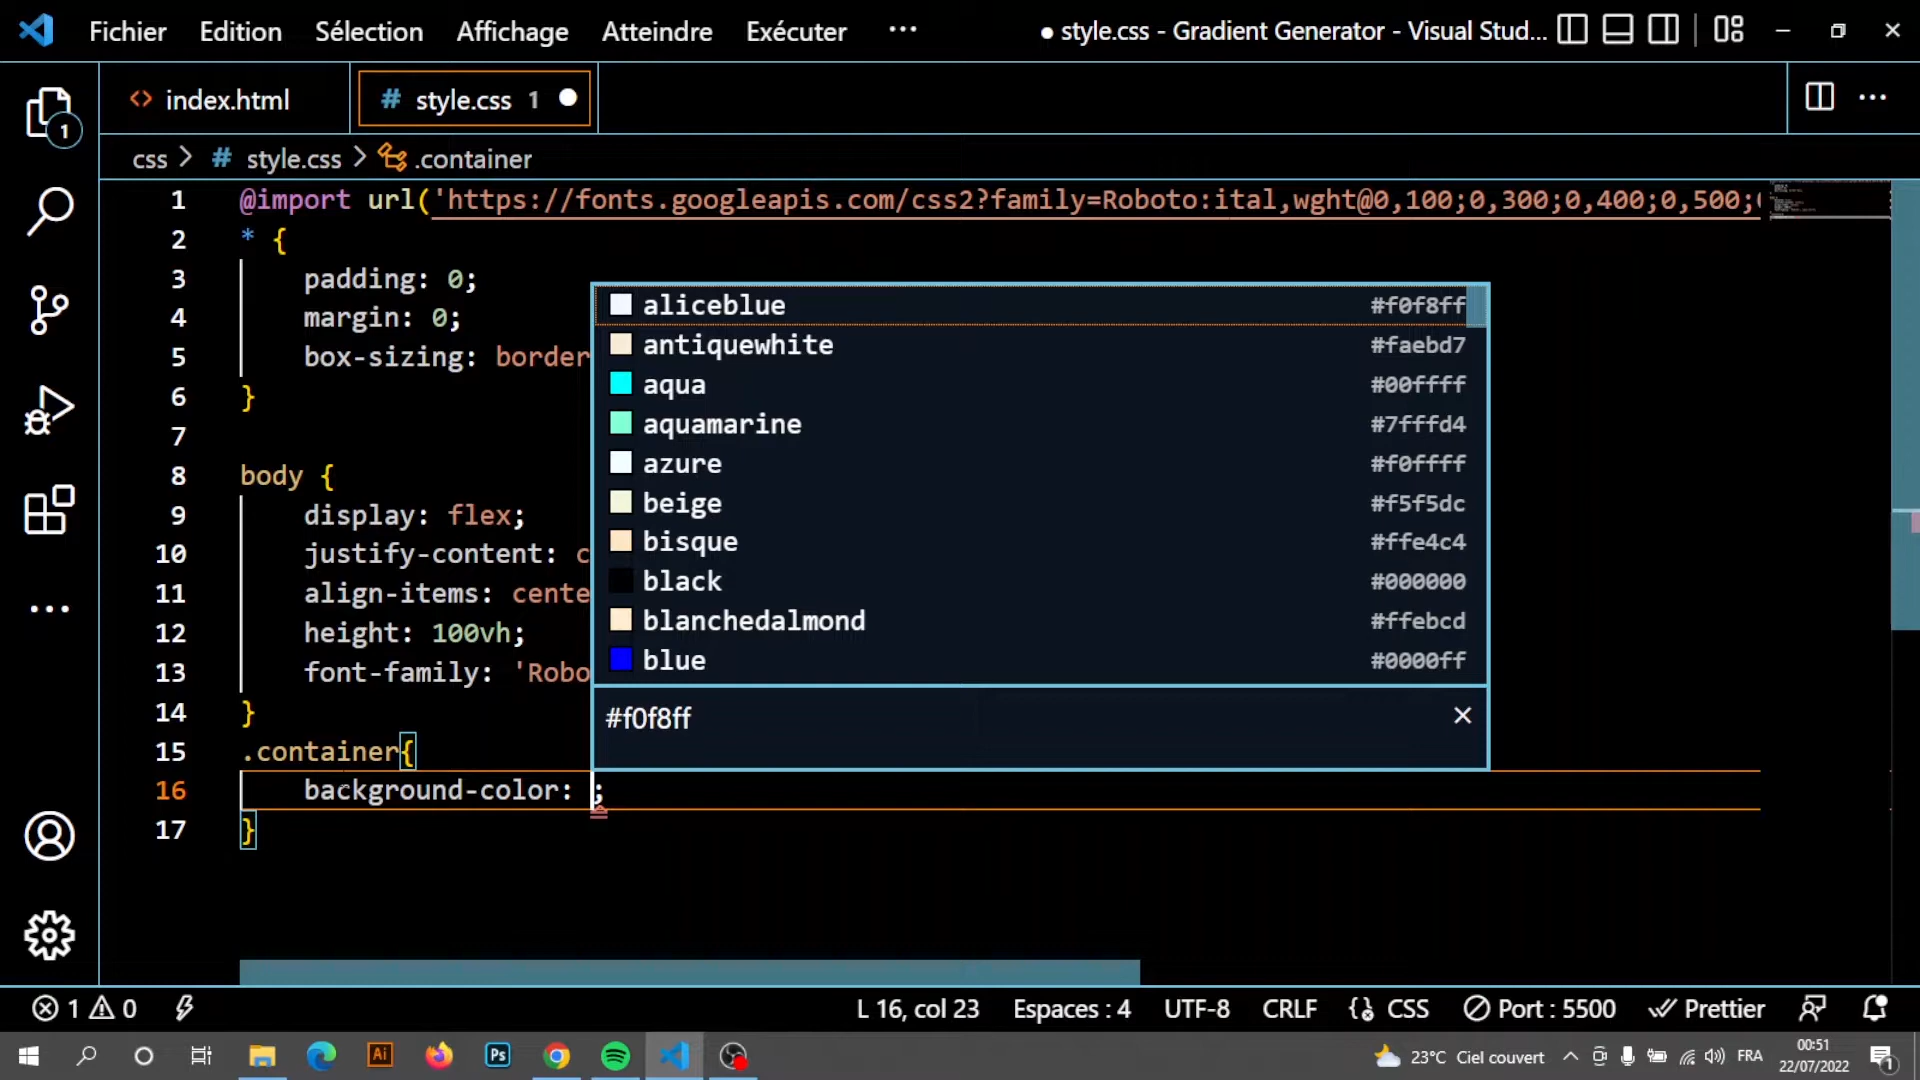 Fichier Edition Sélection Affichage Atteindre Exécuter ··· ● style.css - Gradient Generator - Visual Stud...
index.html
# style.css 1
1
css > # style.css > .container
1 @import url('https://fonts.googleapis.com/css2?family=Roboto:ital,wght@0,100;0,300;0,400;0,500;
2 * {
3 padding: 0;
4 margin: 0;
5 box-sizing: border
6 }
7
8 body {
9 display: flex;
10 justify-content: c
11 align-items: cente
12 height: 100vh;
13 font-family: 'Robo
14 }
15 .container{
16 background-color: ;
17 }
aliceblue #f0f8ff
antiquewhite #faebd7
aqua #00ffff
aquamarine #7fffd4
azure #f0ffff
beige #f5f5dc
bisque #ffe4c4
black #000000
blanchedalmond #ffebcd
blue #0000ff
#f0f8ff
1 0 L 16, col 23 Espaces : 4 UTF-8 CRLF CSS Port : 5500 Prettier
Ai Ps 23°C Ciel couvert FRA 00:51
22/07/2022 1